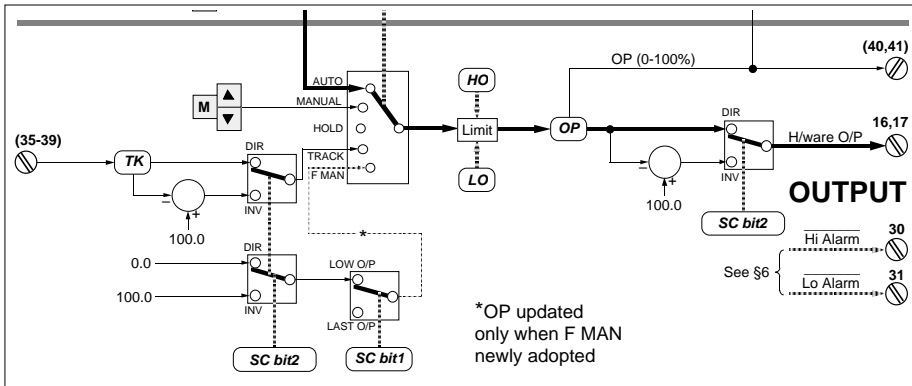 M
(40,41)
OP (0-100%)
AUTO
HO
M
MANUAL
HOLD
Limit
OP
DIR
16,17
H/ware O/P
(35-39)
DIR
TRACK
TK
F MAN
LO
INV
100.0
OUTPUT
INV
SC bit2
100.0
*
30
Hi Alarm
DIR
0.0
LOW O/P
See §6
31
Lo Alarm
100.0
INV
LAST O/P
*OP updated
only when F MAN
newly adopted
SC bit2
SC bit1